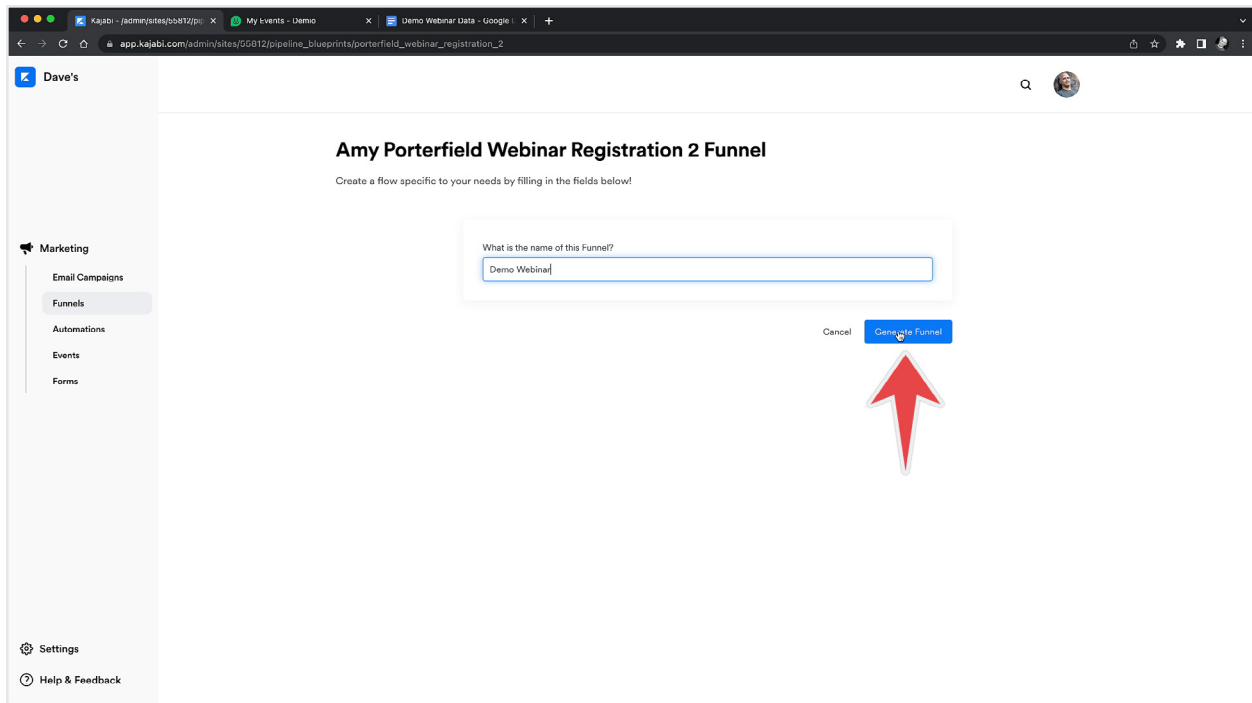 Kajabi - /admin/sites/55812/pip
My Events - Demio
Demo Webinar Data - Google
app.kajabi.com/admin/sites/55812/pipeline_blueprints/porterfield_webinar_registration_2
Dave's
Amy Porterfield Webinar Registration 2 Funnel
Create a flow specific to your needs by filling in the fields below!
What is the name of this Funnel?
Demo Webinar
Cancel
Generate Funnel
Marketing
Email Campaigns
Funnels
Automations
Events
Forms
Settings
Help & Feedback